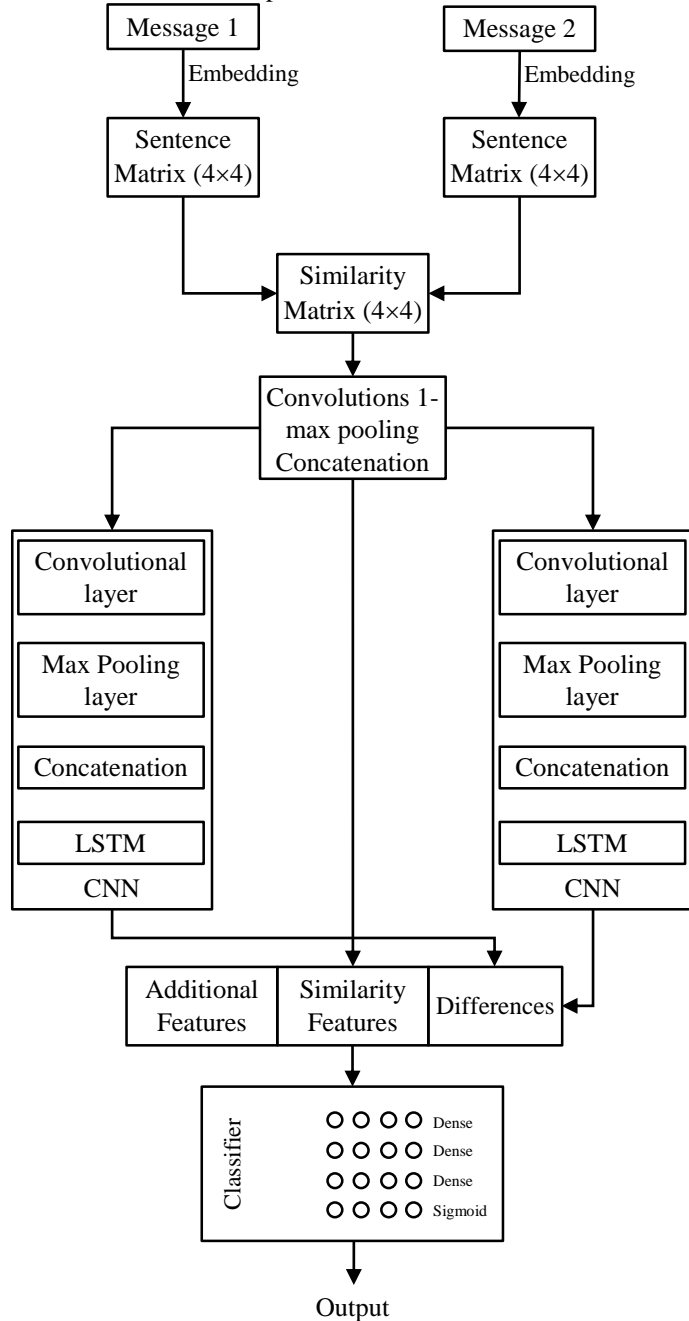 Message 1
Message 2
Embedding
Embedding
Sentence
Matrix (4×4)
Sentence
Matrix (4×4)
Similarity
Matrix (4×4)
Convolutions 1-
max pooling
Concatenation
Convolutional
layer
Max Pooling
layer
Concatenation
LSTM
CNN
Convolutional
layer
Max Pooling
layer
Concatenation
LSTM
CNN
Additional
Features
Similarity
Features
Differences
Classifier
Dense
Dense
Dense
Sigmoid
Output